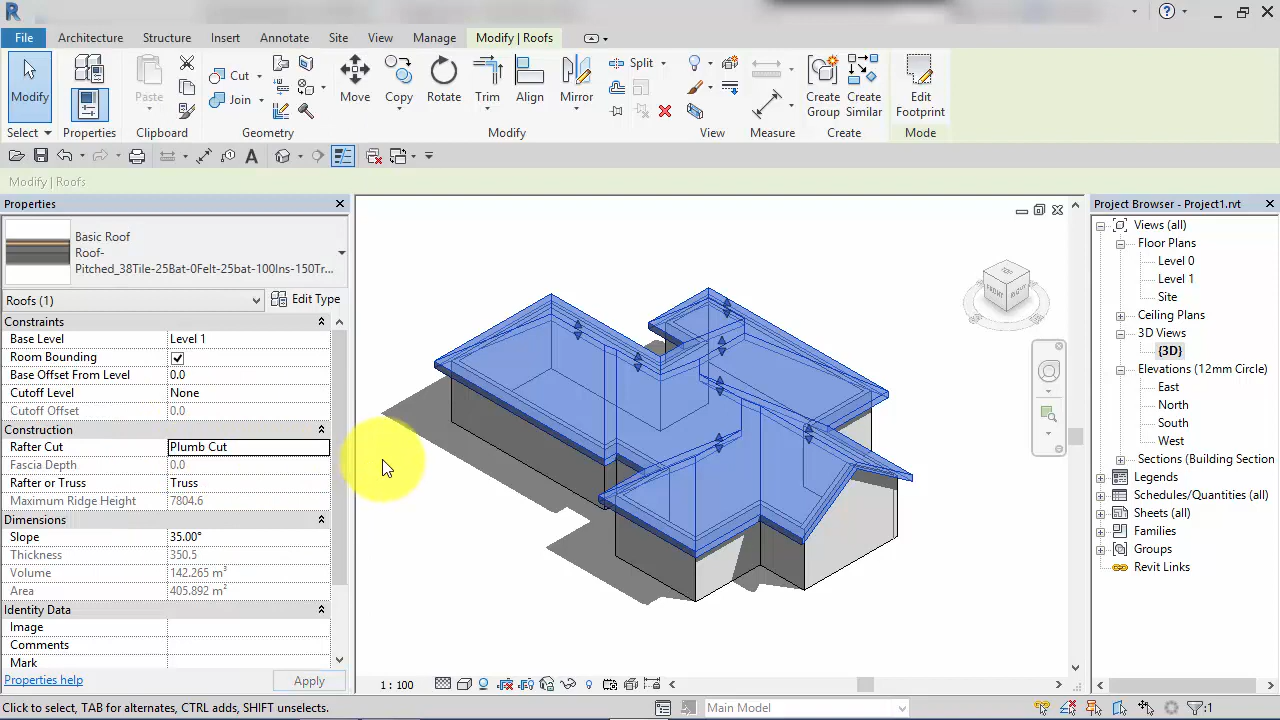 File
Architecture
Structure
Insert
Annotate
Site
View
Manage
Modify | Roofs
Modify
Paste
Cut
Join
Move
Copy
Rotate
Trim
Align
Mirror
Split
Create Group
Create Similar
Edit Footprint
Select
Properties
Clipboard
Geometry
Modify
View
Measure
Create
Mode
Modify | Roofs
Properties
Basic Roof
Roof-
Pitched_38Tile-25Bat-0Felt-25bat-100Ins-150Tr...
Roofs (1)
Edit Type
Constraints
Base Level Level 1
Room Bounding
Base Offset From Level 0.0
Cutoff Level None
Cutoff Offset 0.0
Construction
Rafter Cut Plumb Cut
Fascia Depth 0.0
Rafter or Truss Truss
Maximum Ridge Height 7804.6
Dimensions
Slope 35.00°
Thickness 350.5
Volume 142.265 m³
Area 405.892 m²
Identity Data
Image
Comments
Mark
Properties help
Apply
TOP
FRONT
RIGHT
1 : 100
Project Browser - Project1.rvt
Views (all)
Floor Plans
Level 0
Level 1
Site
Ceiling Plans
3D Views
{3D}
Elevations (12mm Circle)
East
North
South
West
Sections (Building Section
Legends
Schedules/Quantities (all)
Sheets (all)
Families
Groups
Revit Links
Click to select, TAB for alternates, CTRL adds, SHIFT unselects.
Main Model
:1